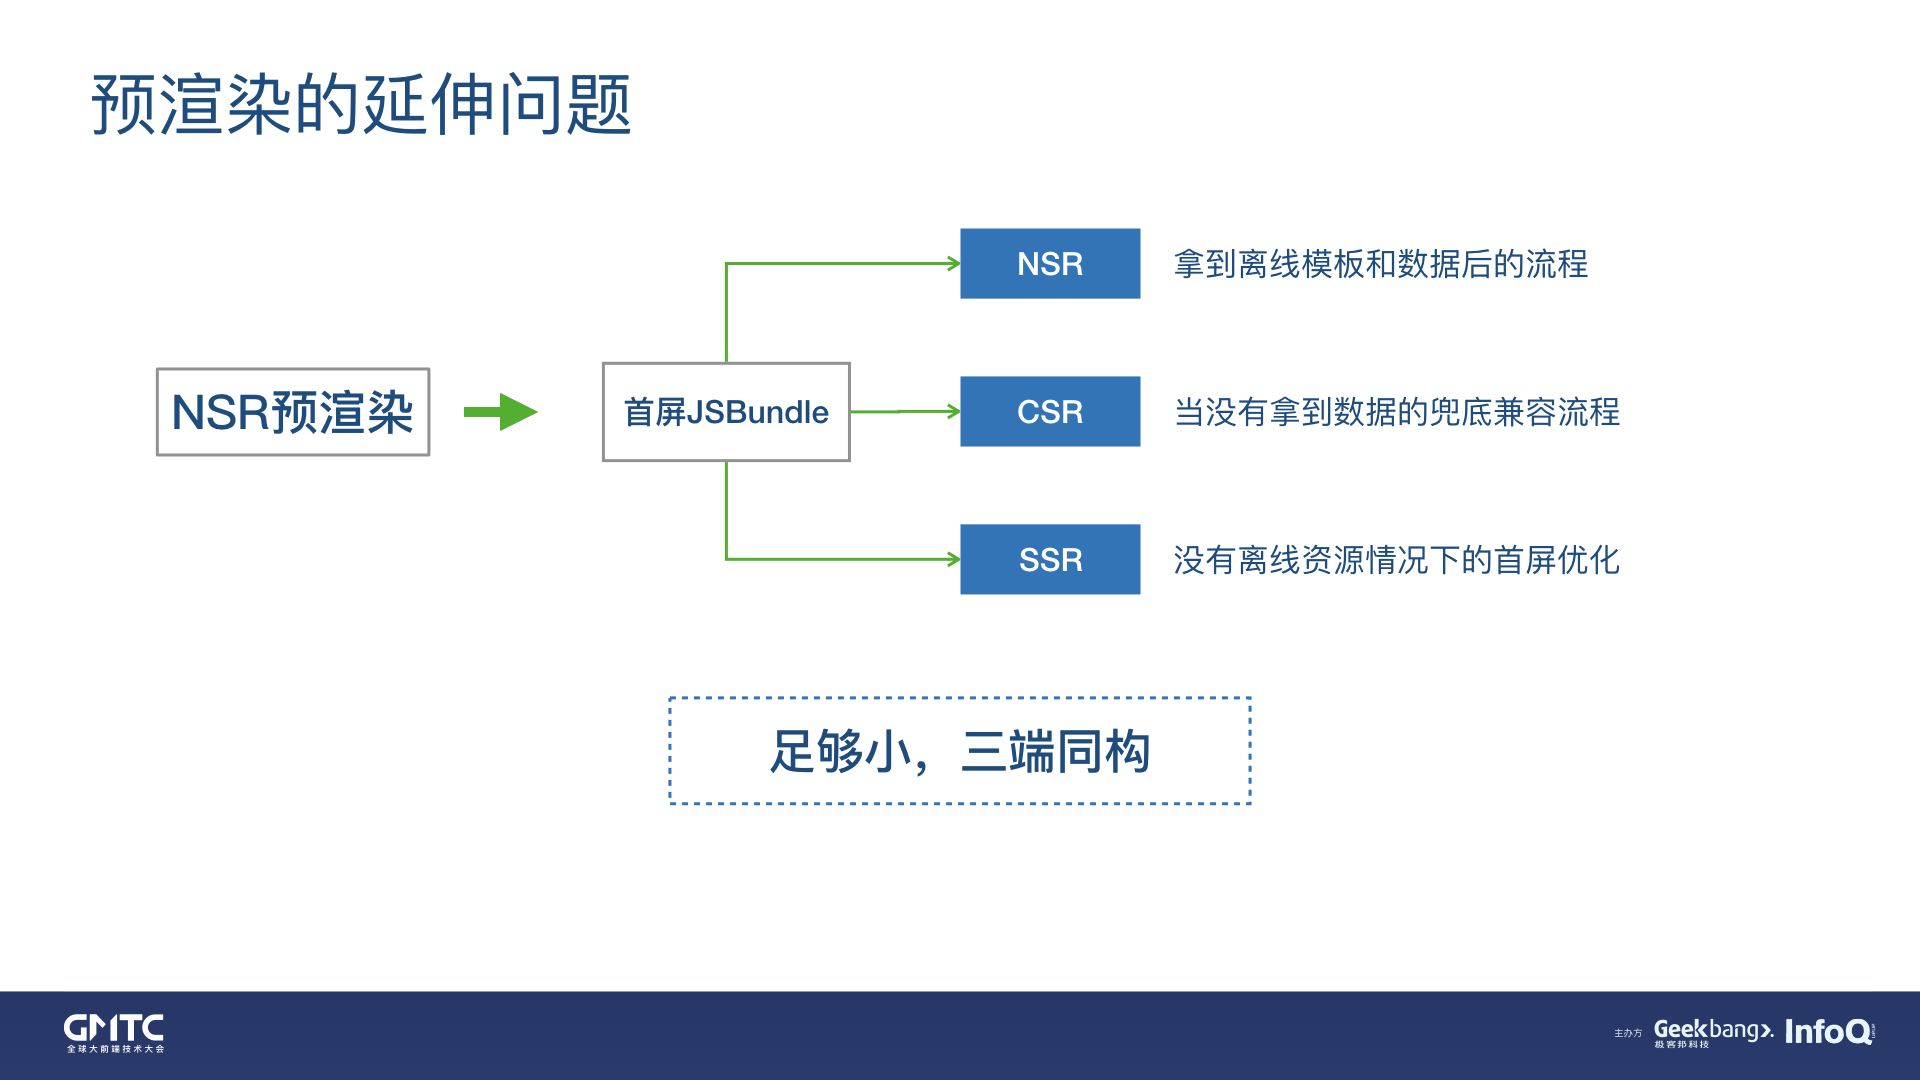 预渲染的延伸问题
NSR
拿到离线模板和数据后的流程
NSR预渲染
首屏JSBundle
CSR
当没有拿到数据的兜底兼容流程
SSR
没有离线资源情况下的首屏优化
足够小，三端同构
GMTC
全球大前端技术大会
主办方
Geekbang>.
极客邦科技
InfoQ